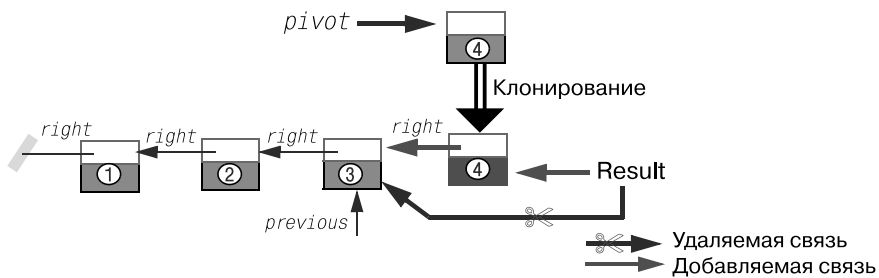 pivot
4
Клонирование
right
right
right
right
1
2
3
4
Result
previous
Удаляемая связь
Добавляемая связь